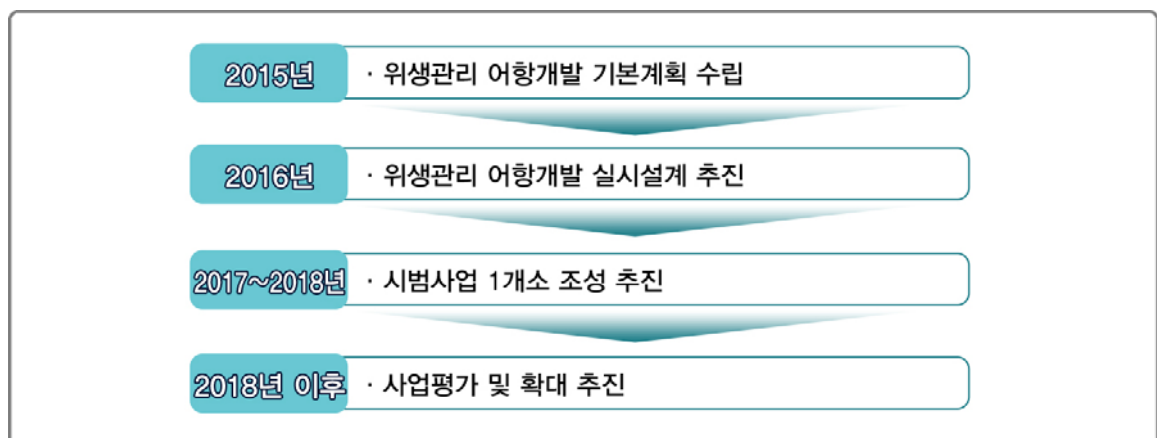 2015년 · 위생관리 어항개발 기본계획 수립
2016년 · 위생관리 어항개발 실시설계 추진
2017~2018년 · 시범사업 1개소 조성 추진
2018년 이후 · 사업평가 및 확대 추진